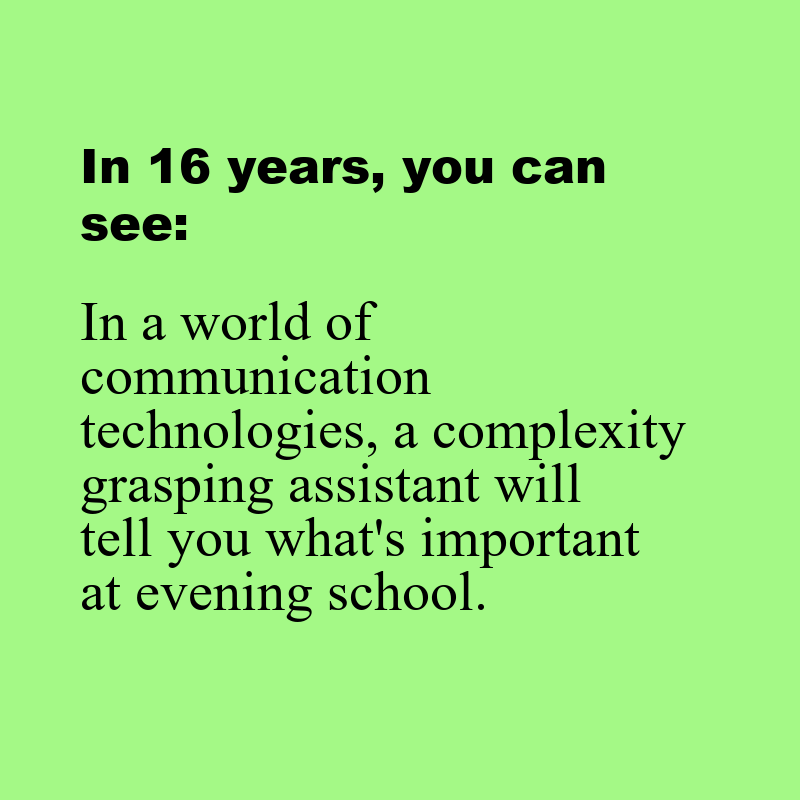 In 16 years, you can
see:
In a world of
communication
technologies, a complexity
grasping assistant will
tell you what's important
at evening school.